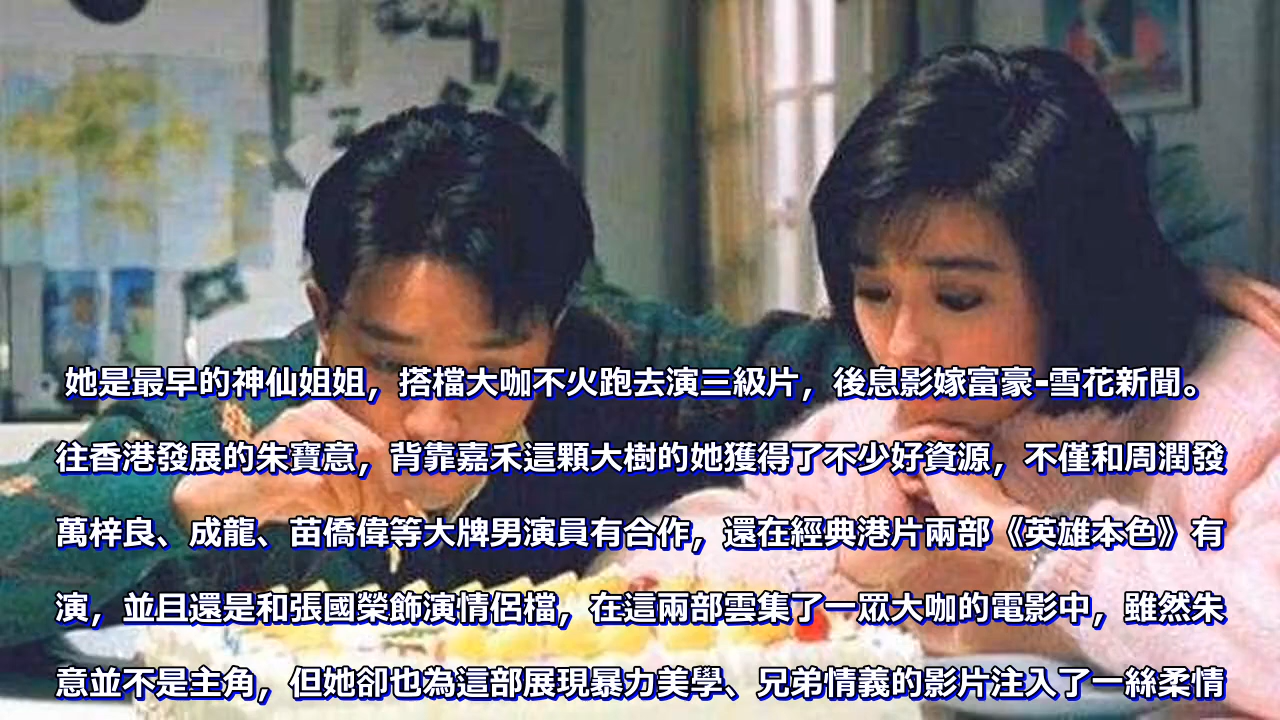 她是最早的神仙姐姐，搭檔大咖不火跑去演三級片，後息影嫁富豪-雪花新聞。
往香港發展的朱寶意，背靠嘉禾這顆大樹的她獲得了不少好資源，不僅和周潤發
萬梓良、成龍、苗僑偉等大牌男演員有合作，還在經典港片兩部《英雄本色》有
演，並且還是和張國榮飾演情侶檔，在這兩部雲集了一眾大咖的電影中，雖然朱
意並不是主角，但她卻也為這部展現暴力美學、兄弟情義的影片注入了一絲柔情